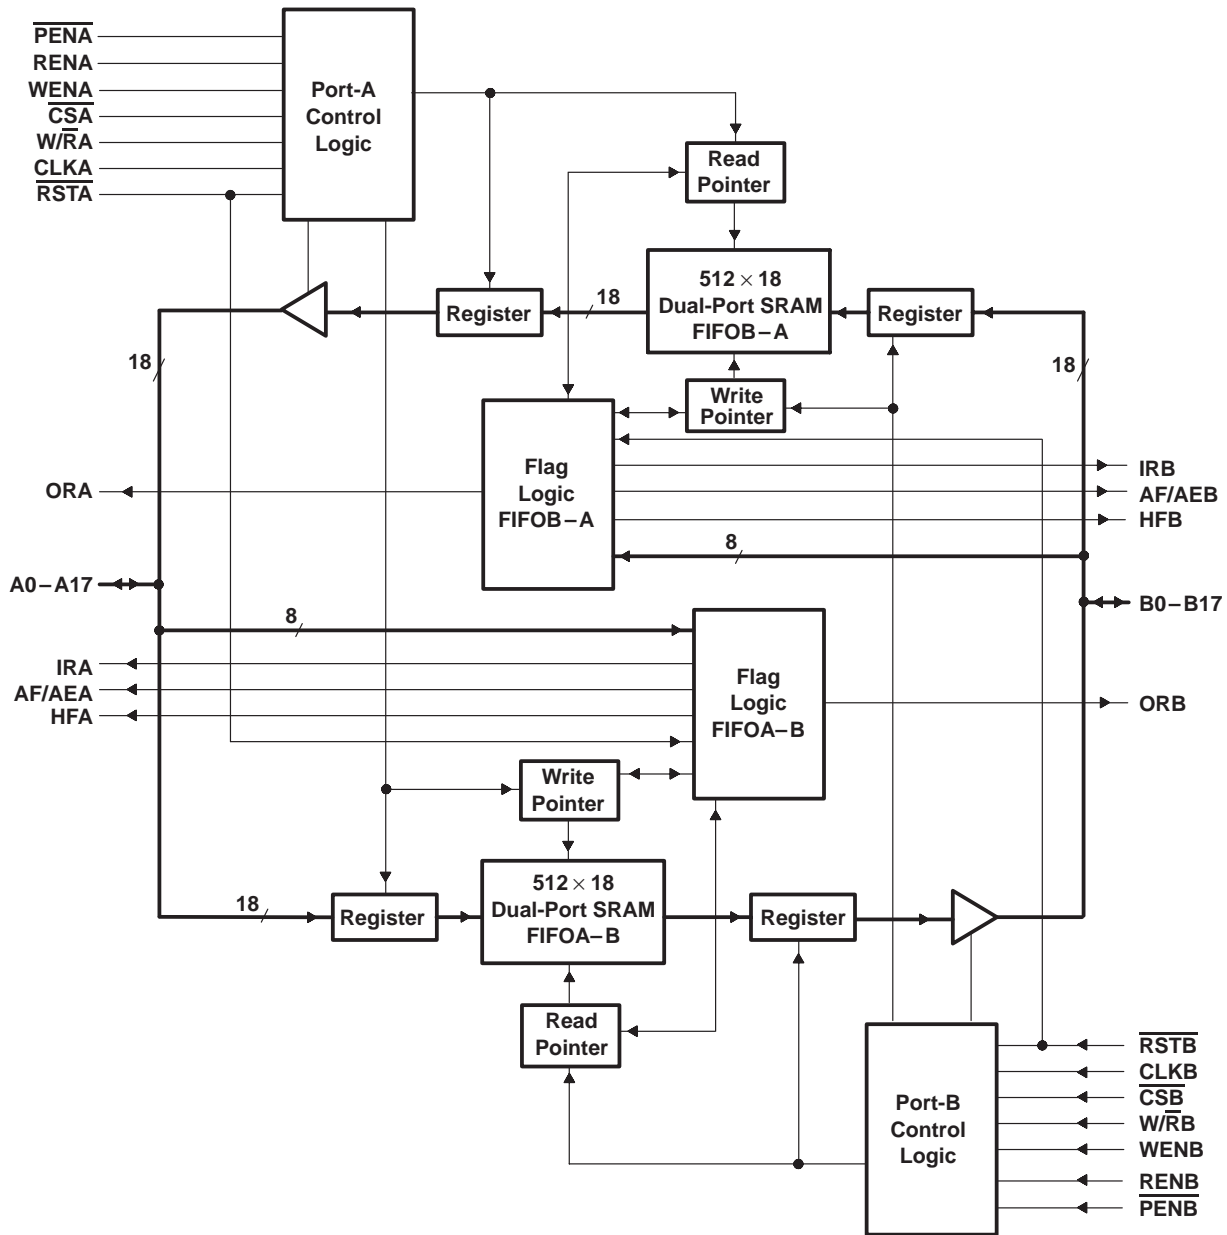 PENA
RENA
WENA
CSA
W/RA
CLKA
RSTA
Port-A
Control
Logic
Read
Pointer
512 × 18
Dual-Port SRAM
FIFOB–A
Register
18
Register
18
18
Write
Pointer
Flag
Logic
FIFOB–A
ORA
IRB
AF/AEB
HFB
8
A0–A17
B0–B17
8
IRA
AF/AEA
HFA
Flag
Logic
FIFOA–B
ORB
Write
Pointer
18
Register
512 × 18
Dual-Port SRAM
FIFOA–B
Register
Read
Pointer
Port-B
Control
Logic
RSTB
CLKB
CSB
W/RB
WENB
RENB
PENB